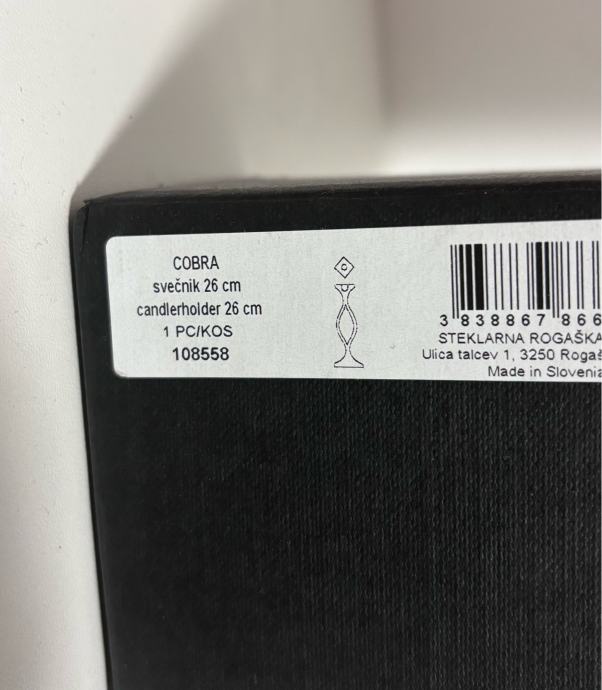 COBRA
svečnik 26 cm
candlerholder 26 cm
1 PC/KOS
108558
3 838867 866
STEKLARNA ROGAŠKA
Ulica talcev 1, 3250 Rogaš
Made in Slovenia